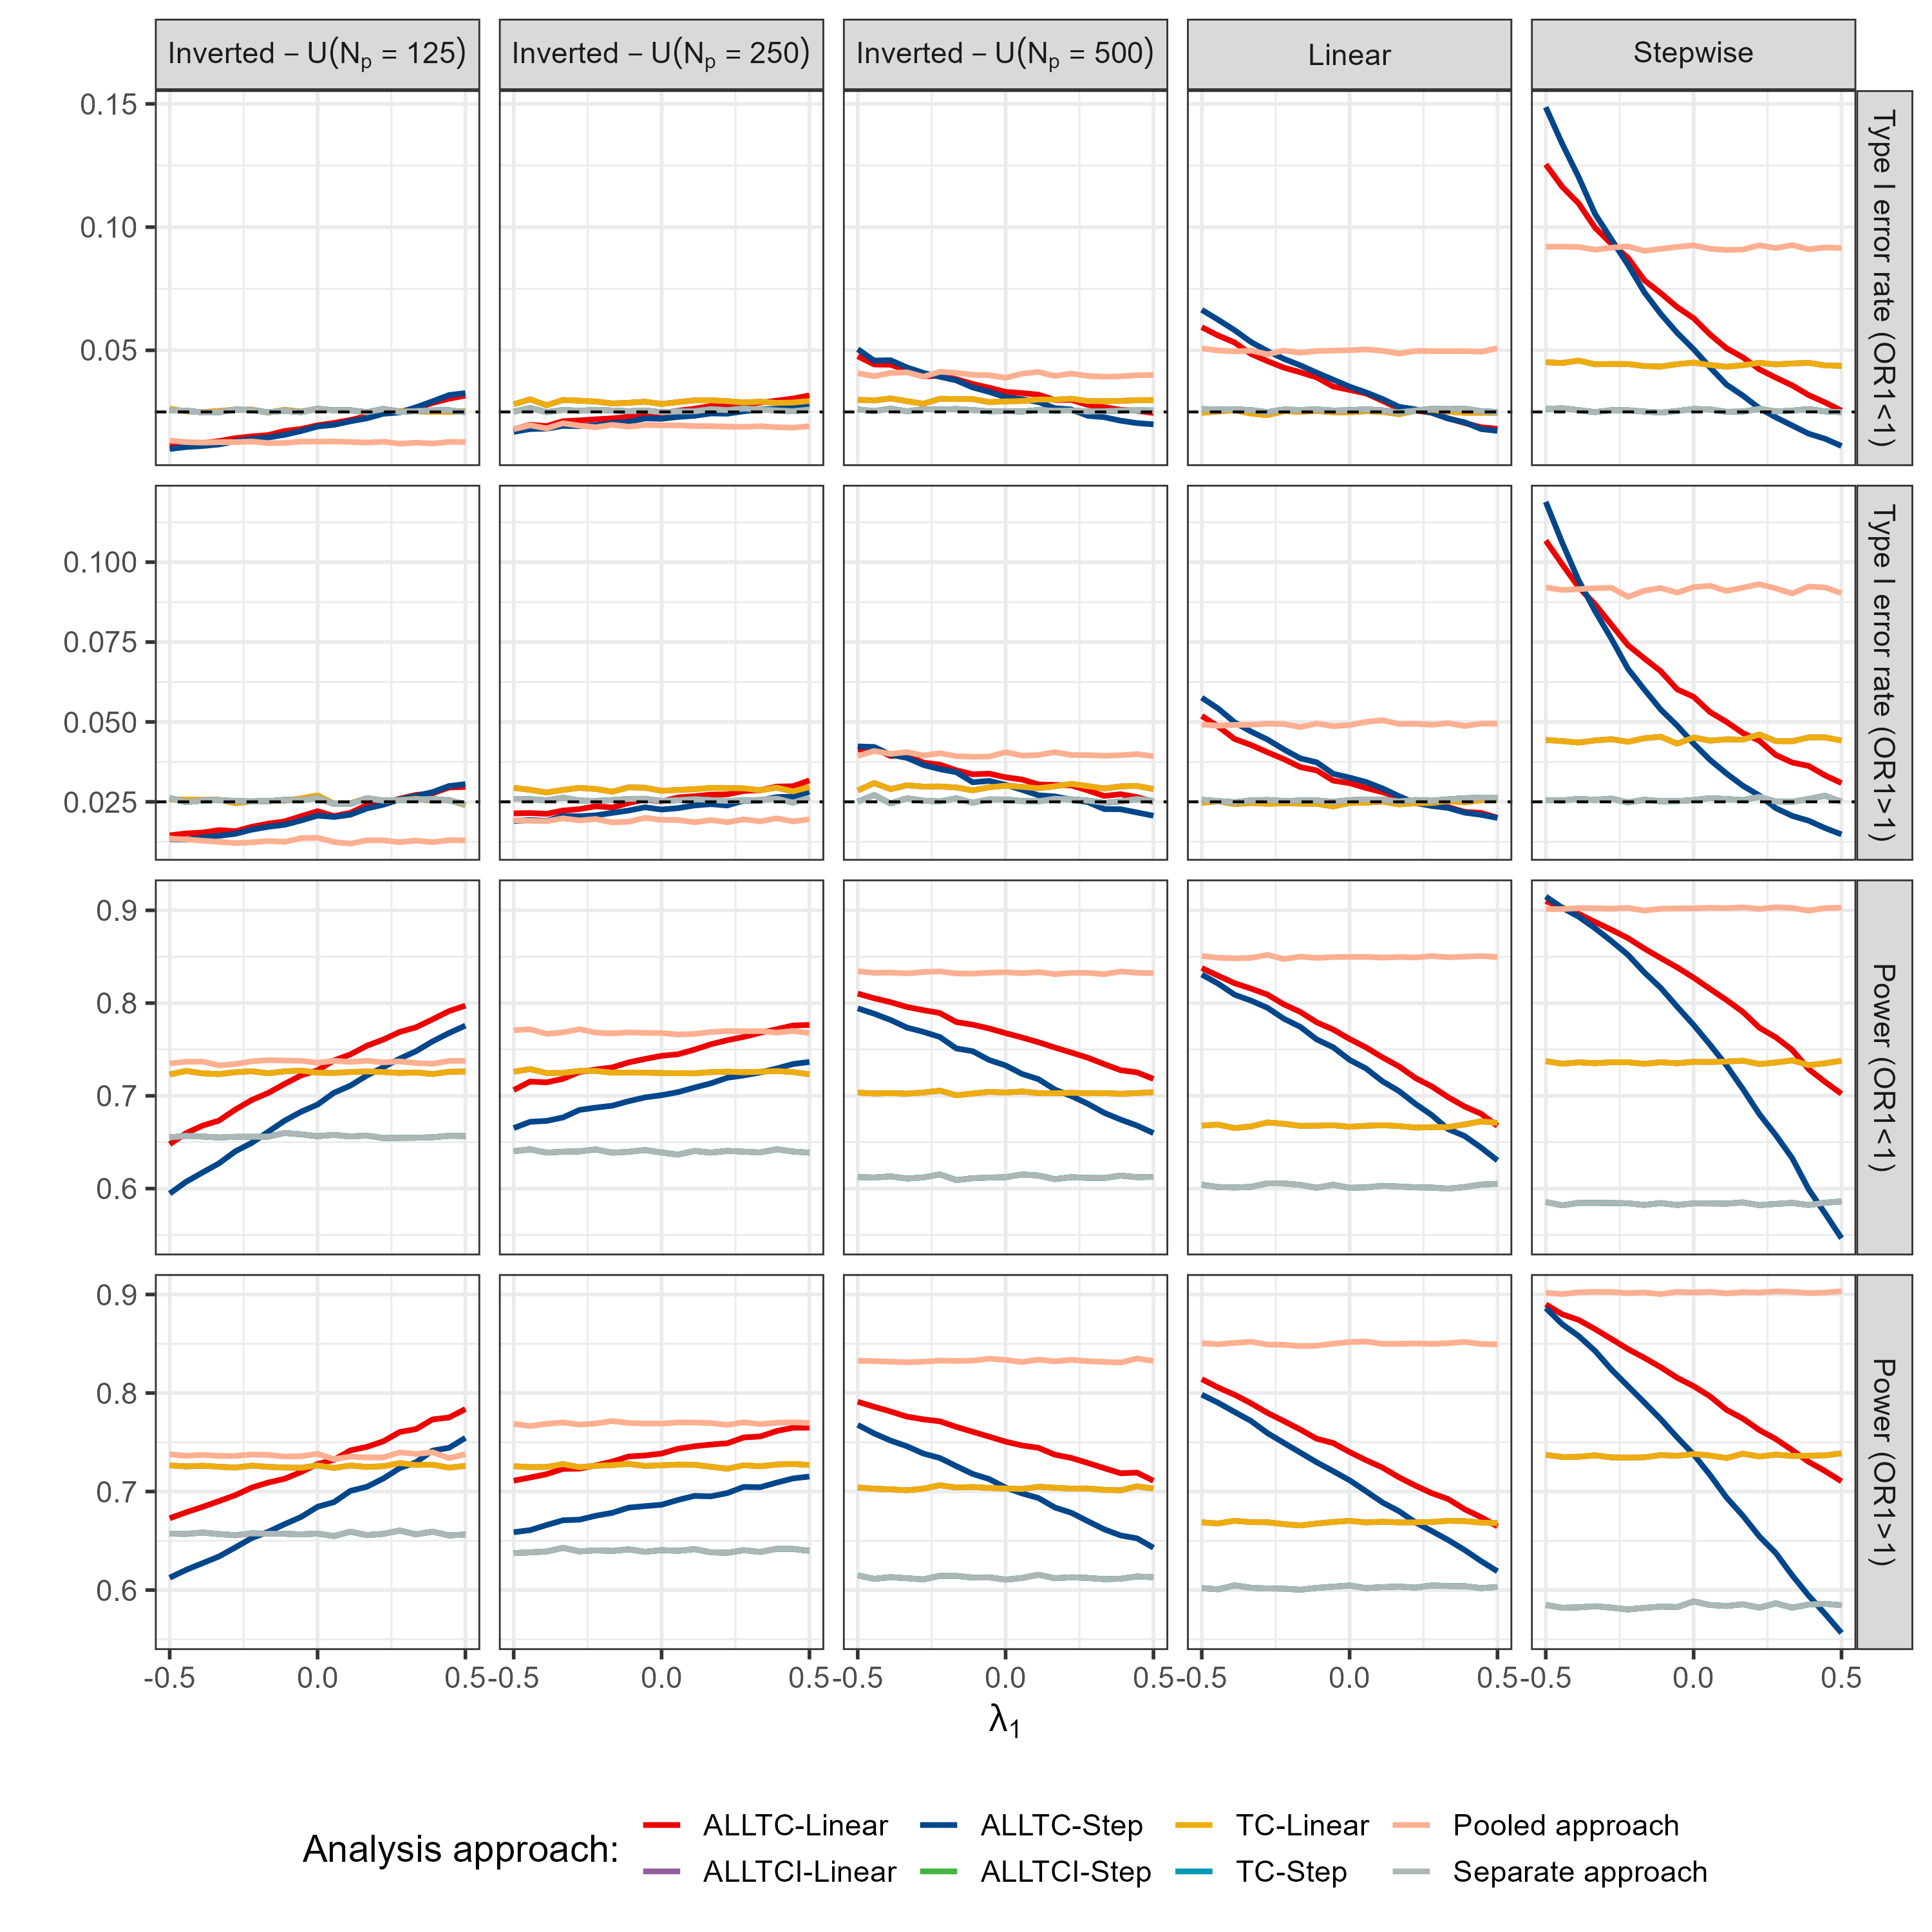 Inverted − U(Np = 125) Inverted − U(Np = 250) Inverted − U(Np = 500) Linear Stepwise
0.15
0.10
0.05
Type I error rate (OR1<1)
0.100
0.075
0.050
0.025
Type I error rate (OR1>1)
0.9
0.8
0.7
0.6
Power (OR1<1)
0.9
0.8
0.7
0.6
Power (OR1>1)
-0.5 0.0 0.5 -0.5 0.0 0.5 -0.5 0.0 0.5 -0.5 0.0 0.5 -0.5 0.0 0.5
λ1
Analysis approach:
ALLTC-Linear ALLTC-Step TC-Linear Pooled approach
ALLTCI-Linear ALLTCI-Step TC-Step Separate approach